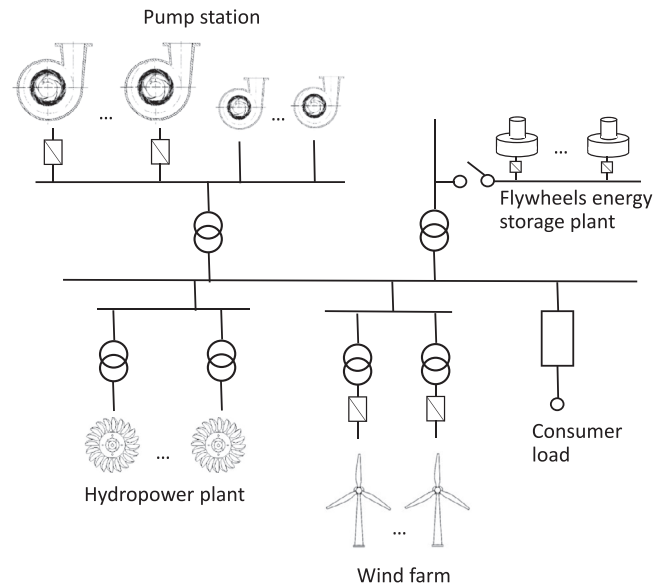 Pump station
...
...
...
Flywheels energy
storage plant
...
Hydropower plant
Consumer
load
...
Wind farm